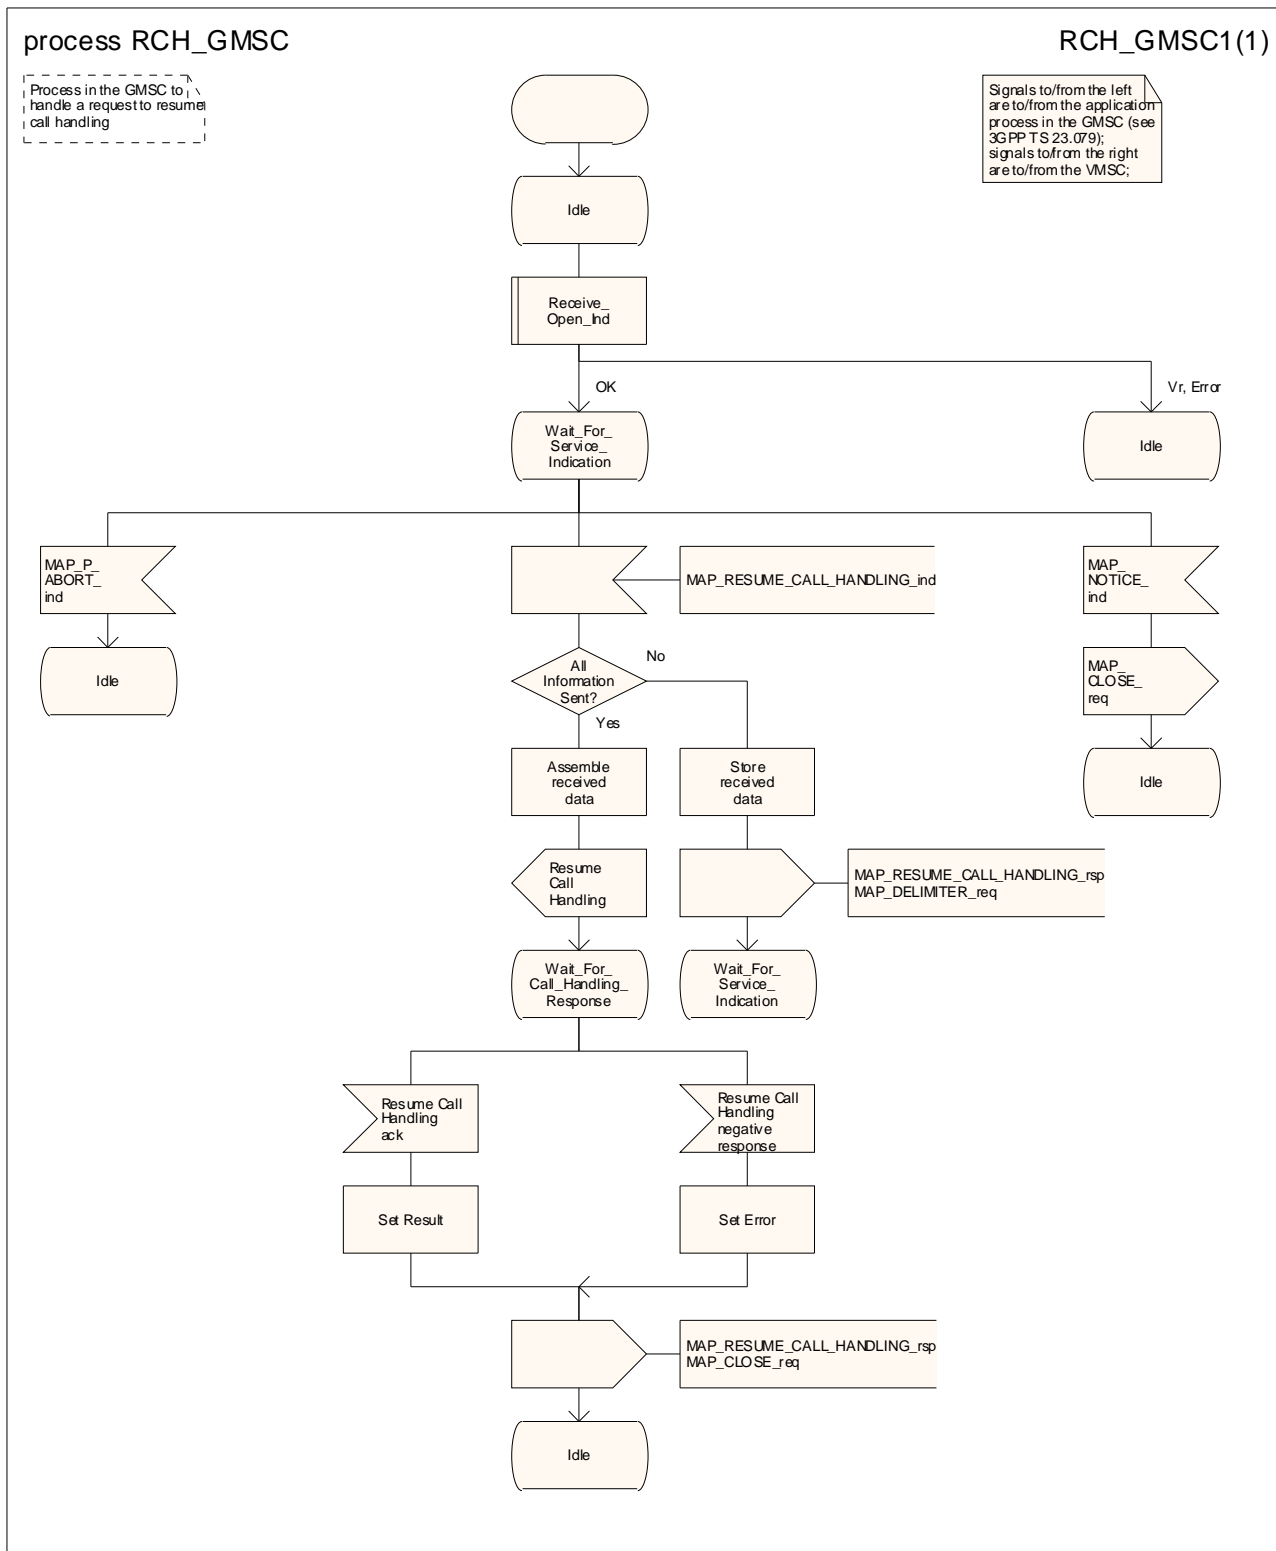 process RCH_GMSC
RCH_GMSC1(1)
Process in the GMSC to
handle a request to resume
call handling
Signals to/from the left
are to/from the application
process in the GMSC (see
3GPP TS 23.079);
signals to/from the right
are to/from the VMSC;
Idle
Receive_
Open_Ind
OK
Vr, Error
Wait_For_
Service_
Indication
Idle
MAP_P_
ABORT_
ind
MAP_RESUME_CALL_HANDLING_ind
MAP_
NOTICE_
ind
Idle
All
Information
Sent?
No
Yes
MAP_
CLOSE_
req
Assemble
received
data
Store
received
data
Idle
Resume
Call
Handling
MAP_RESUME_CALL_HANDLING_rsp
MAP_DELIMITER_req
Wait_For_
Call_Handling_
Response
Wait_For_
Service_
Indication
Resume Call
Handling
ack
Resume Call
Handling
negative
response
Set Result
Set Error
MAP_RESUME_CALL_HANDLING_rsp
MAP_CLOSE_req
Idle